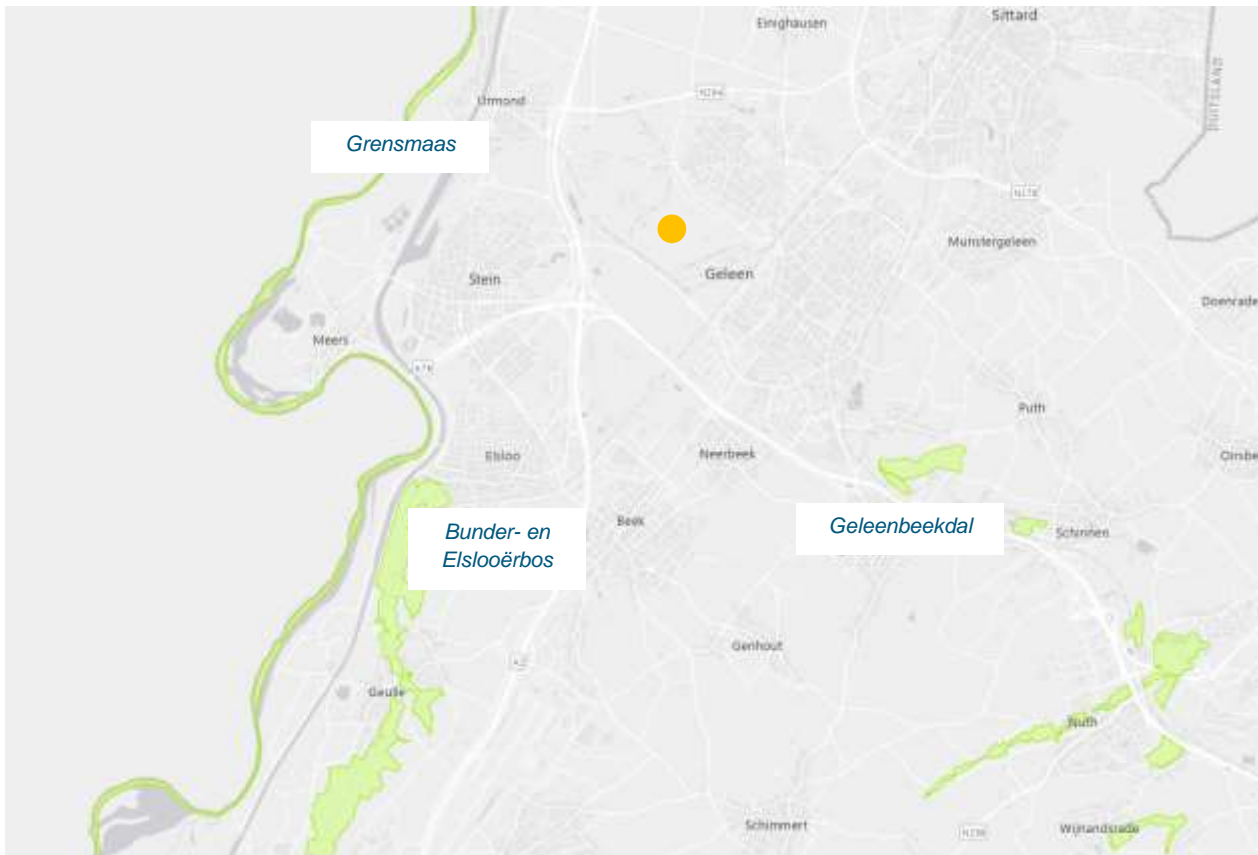 Einighausen
Sittard
DUITSLAND
Urmond
N294
Grensmaas
Munstergeleen
Stein
Geleen
Doenrade
Meers
A76
Puth
Elsloo
Neerbeek
Oirsbe
Beek
Bunder- en
Elslooërbos
Geleenbeekdal
Schinnen
Genhout
A2
Geulle
Nuth
Schimmert
Wijnandsrade